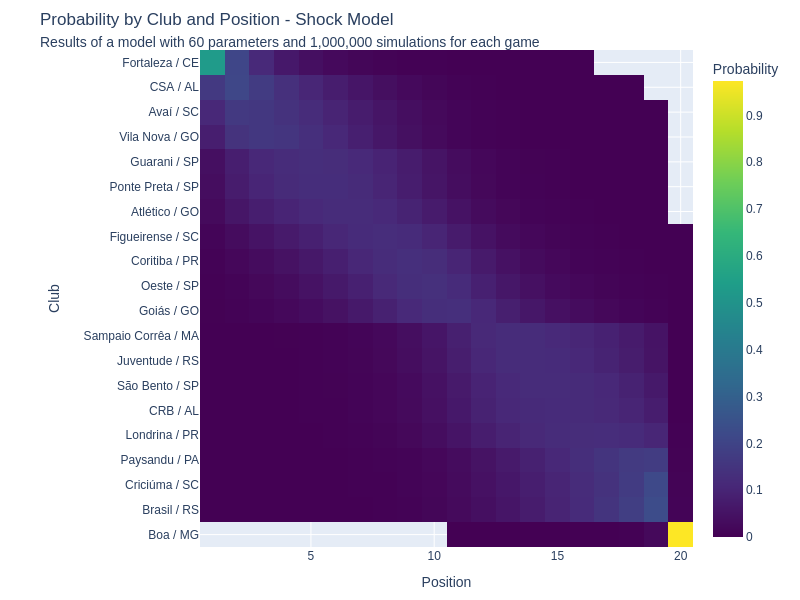 Probability by Club and Position - Shock Model
Results of a model with 60 parameters and 1,000,000 simulations for each game
Probability
Fortaleza / CE
CSA / AL
Avaí / SC
Vila Nova / GO
Guarani / SP
Ponte Preta / SP
Atlético / GO
Figueirense / SC
Coritiba / PR
Oeste / SP
Goiás / GO
Sampaio Corrêa / MA
Juventude / RS
São Bento / SP
CRB / AL
Londrina / PR
Paysandu / PA
Criciúma / SC
Brasil / RS
Boa / MG
Club
5
10
15
20
Position
0.9
0.8
0.7
0.6
0.5
0.4
0.3
0.2
0.1
0